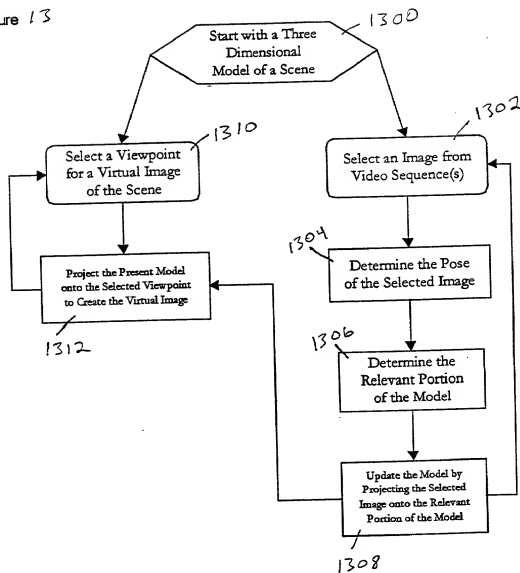 ure 13
1300
Start with a Three
Dimensional
Model of a Scene
1310
Select a Viewpoint
for a Virtual Image
of the Scene
1302
Select an Image from
Video Sequence(s)
1304
Determine the Pose
of the Selected Image
Project the Present Model
onto the Selected Viewpoint
to Create the Virtual Image
1312
1306
Determine the
Relevant Portion
of the Model
Update the Model by
Projecting the Selected
Image onto the Relevant
Portion of the Model
1308